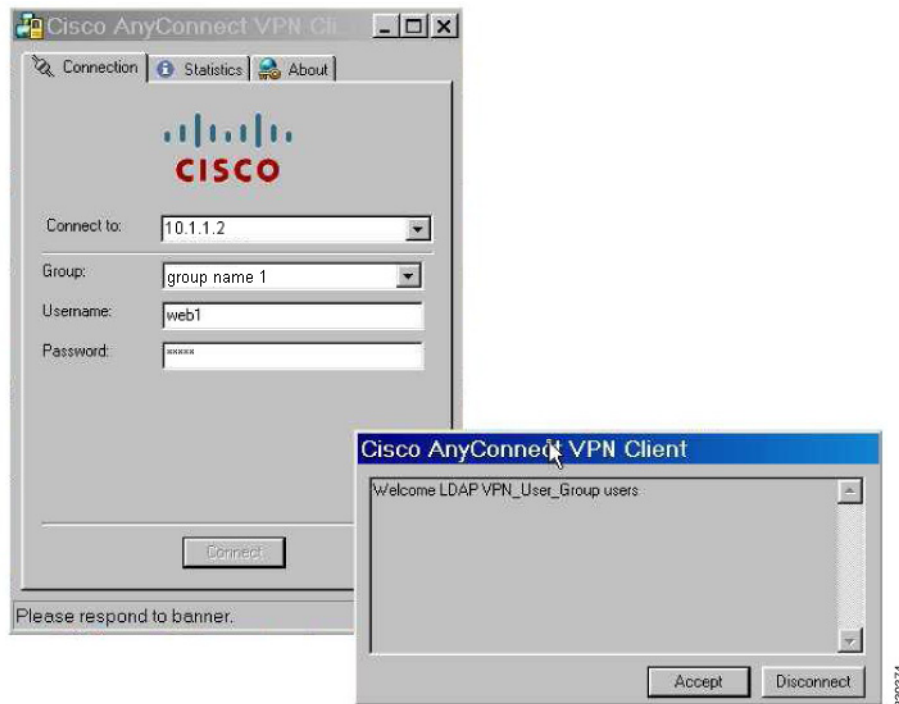 Cisco AnyConnect VPN Cli
Connection Statistics About
CISCO
Connect to: 10.1.1.2
Group: group name 1
Username: web1
Password: *****
Connect
Please respond to banner.
Cisco AnyConnect VPN Client
Welcome LDAP VPN_User_Group users
Accept Disconnect